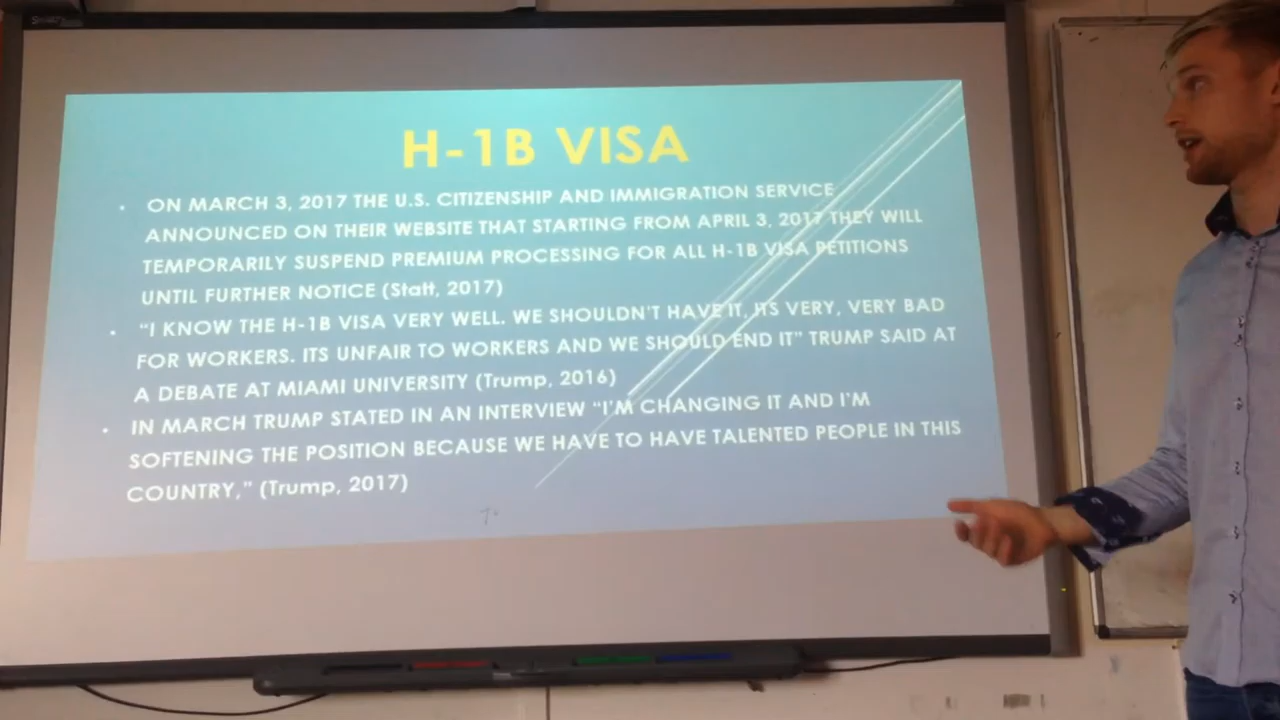 H-1B VISA
• ON MARCH 3, 2017 THE U.S. CITIZENSHIP AND IMMIGRATION SERVICE
ANNOUNCED ON THEIR WEBSITE THAT STARTING FROM APRIL 3, 2017 THEY WILL
TEMPORARILY SUSPEND PREMIUM PROCESSING FOR ALL H-1B VISA PETITIONS
UNTIL FURTHER NOTICE (Statt, 2017)
• “I KNOW THE H-1B VISA VERY WELL. WE SHOULDN'T HAVE IT, ITS VERY, VERY BAD
FOR WORKERS. ITS UNFAIR TO WORKERS AND WE SHOULD END IT” TRUMP SAID AT
A DEBATE AT MIAMI UNIVERSITY (Trump, 2016)
• IN MARCH TRUMP STATED IN AN INTERVIEW “I'M CHANGING IT AND I'M
SOFTENING THE POSITION BECAUSE WE HAVE TO HAVE TALENTED PEOPLE IN THIS
COUNTRY,” (Trump, 2017)